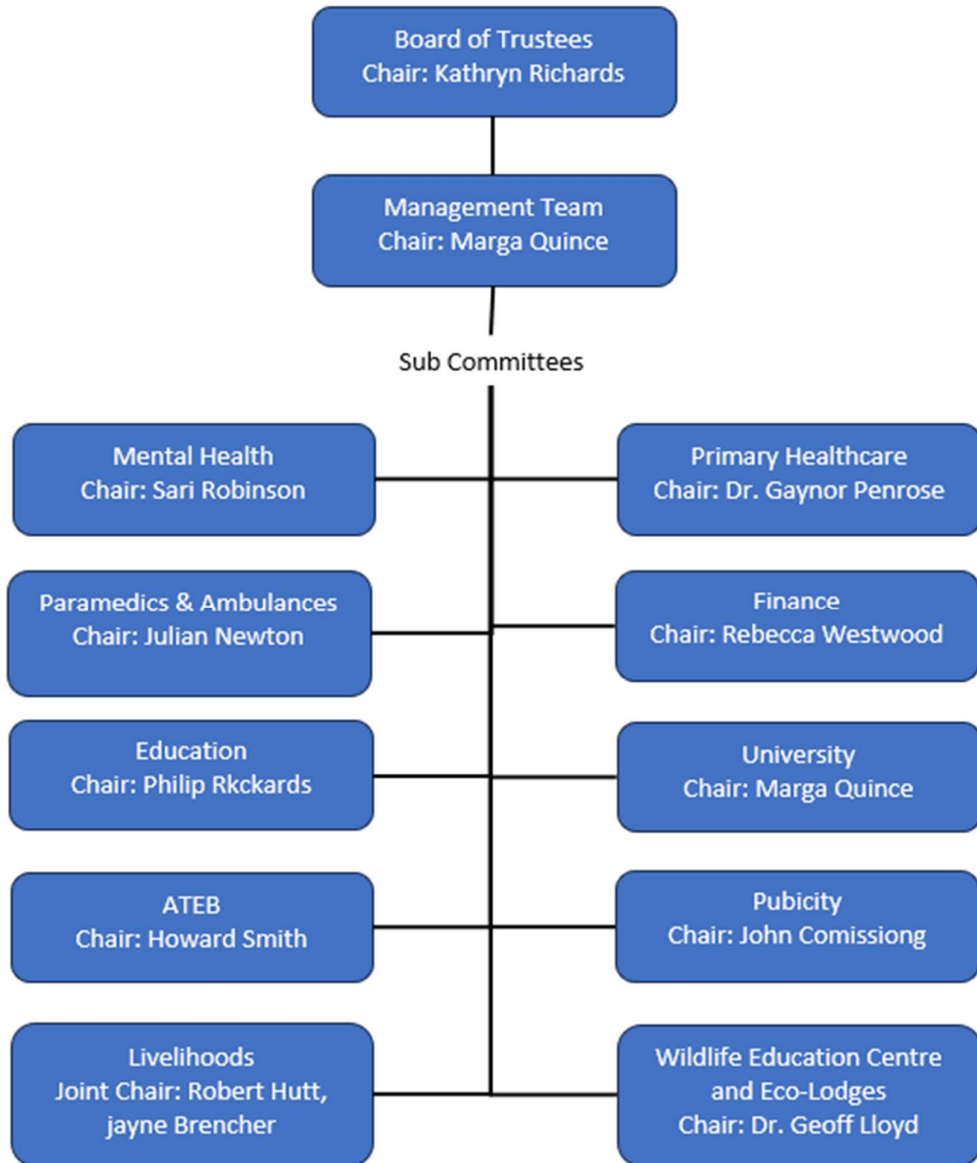 Board of Trustees
Chair: Kathryn Richards
Management Team
Chair: Marga Quince
Sub Committees
Mental Health
Chair: Sari Robinson
Primary Healthcare
Chair: Dr. Gaynor Penrose
Paramedics & Ambulances
Chair: Julian Newton
Finance
Chair: Rebecca Westwood
Education
Chair: Philip Rkckards
University
Chair: Marga Quince
ATEB
Chair: Howard Smith
Pubicity
Chair: John Comissiong
Livelihoods
Joint Chair: Robert Hutt,
jayne Brencher
Wildlife Education Centre
and Eco-Lodges
Chair: Dr. Geoff Lloyd